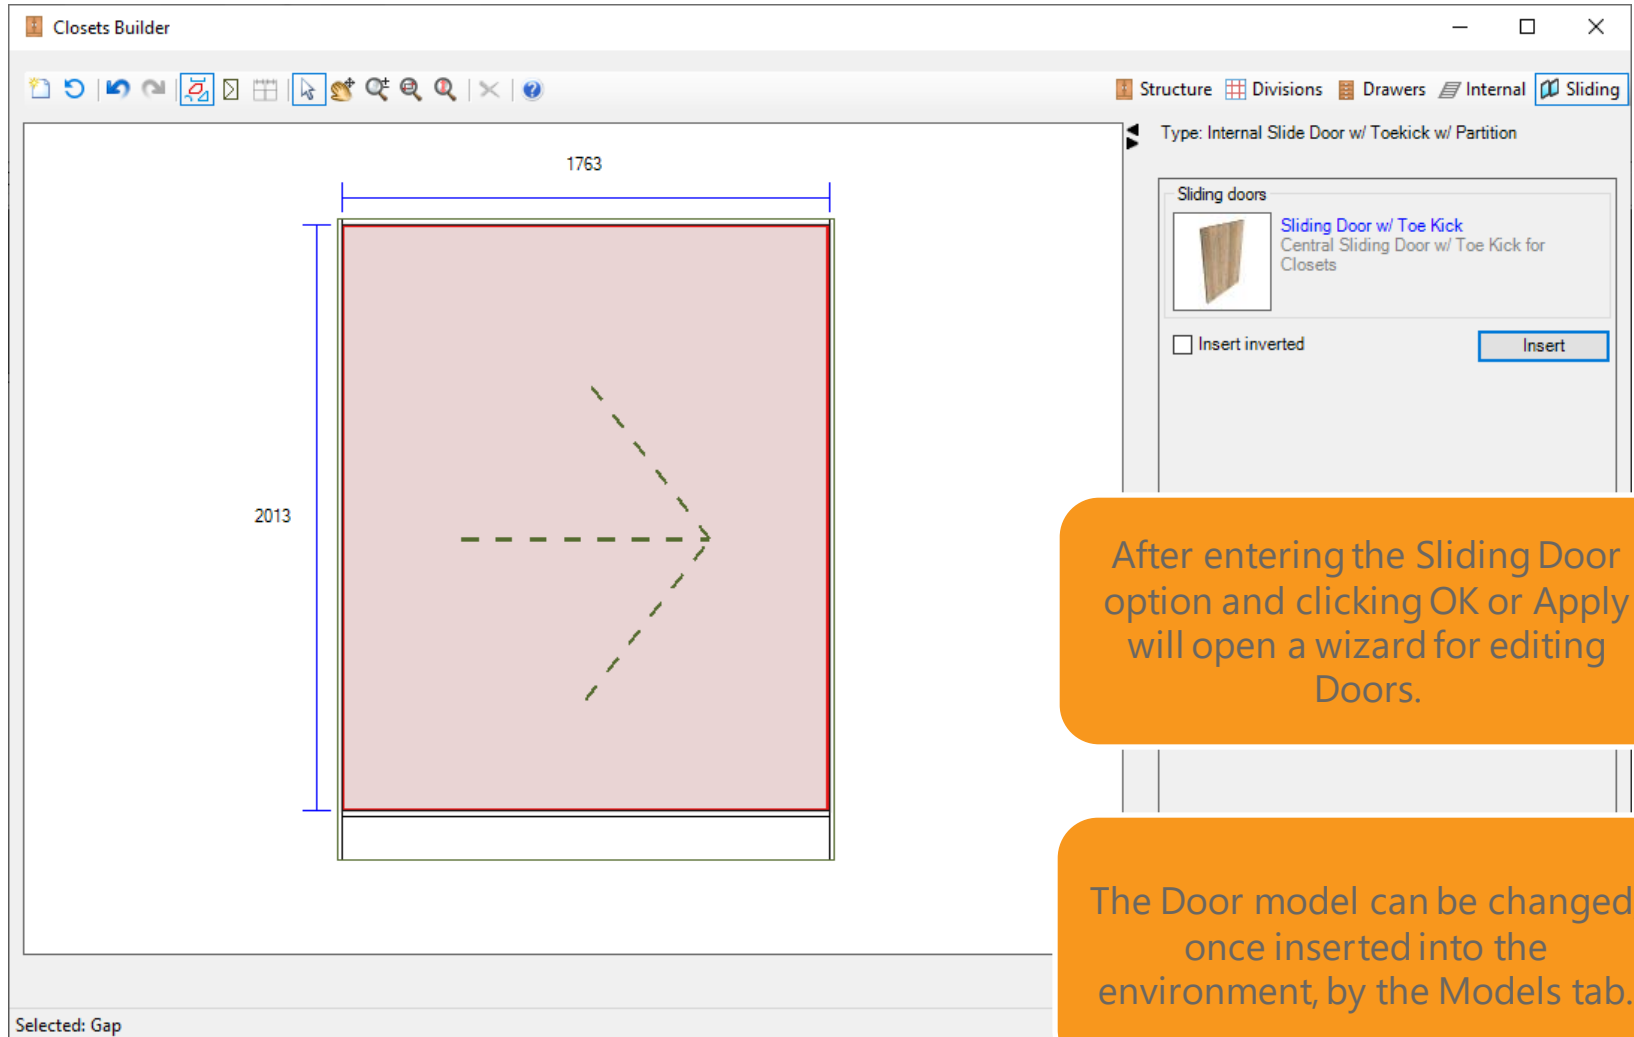 Closets Builder
Structure Divisions Drawers Internal Sliding
Type: Internal Slide Door w/ Toekick w/ Partition
1763
Sliding doors
Sliding Door w/ Toe Kick
Central Sliding Door w/ Toe Kick for
Closets
Insert inverted
Insert
2013
After entering the Sliding Door
option and clicking OK or Apply
will open a wizard for editing
Doors.
The Door model can be changed
once inserted into the
environment, by the Models tab.
Selected: Gap